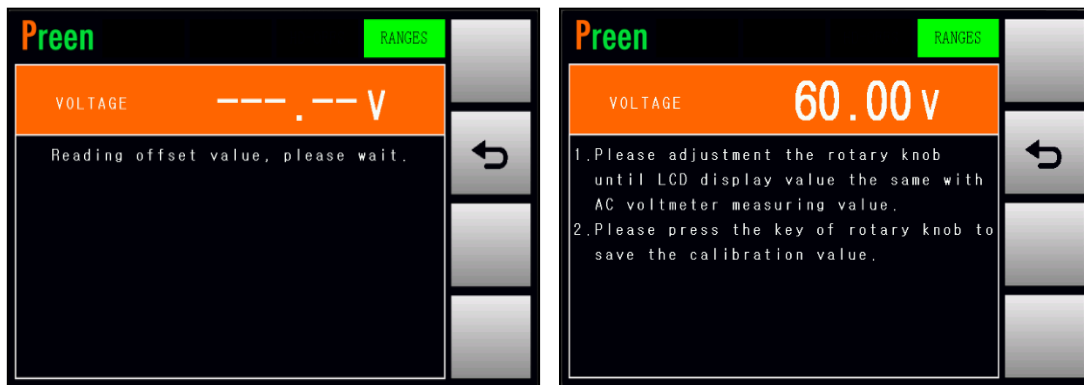 Preen
RANGES
VOLTAGE ---.-- V
Reading offset value, please wait.
Preen
RANGES
VOLTAGE 60.00 V
1.Please adjustment the rotary knob
until LCD display value the same with
AC voltmeter measuring value.
2.Please press the key of rotary knob to
save the calibration value.